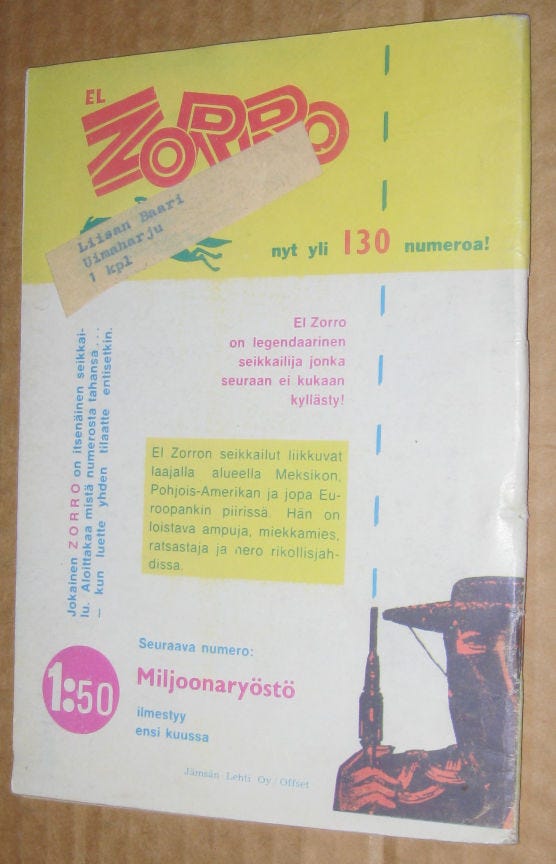 EL
ZORRO
Liisan Baari
Uimaharju
1 kpl
nyt yli 130 numeroa!
El Zorro
on legendaarinen
seikkailija jonka
seuraan ei kukaan
kyllästy!
Jokainen ZORRO on itsenäinen seikkai-
lu. Aloittakaa mistä numerosta tahansa...
– kun luette yhden tilaatte entisetkin.
El Zorron seikkailut liikkuvat
laajalla alueella Meksikon,
Pohjois-Amerikan ja jopa Eu-
roopankin piirissä. Hän on
loistava ampuja, miekkamies,
ratsastaja ja nero rikollisjah-
dissa.
Seuraava numero:
Miljoonaryöstö
1:50
ilmestyy
ensi kuussa
Jämsän Lehti Oy / Offset